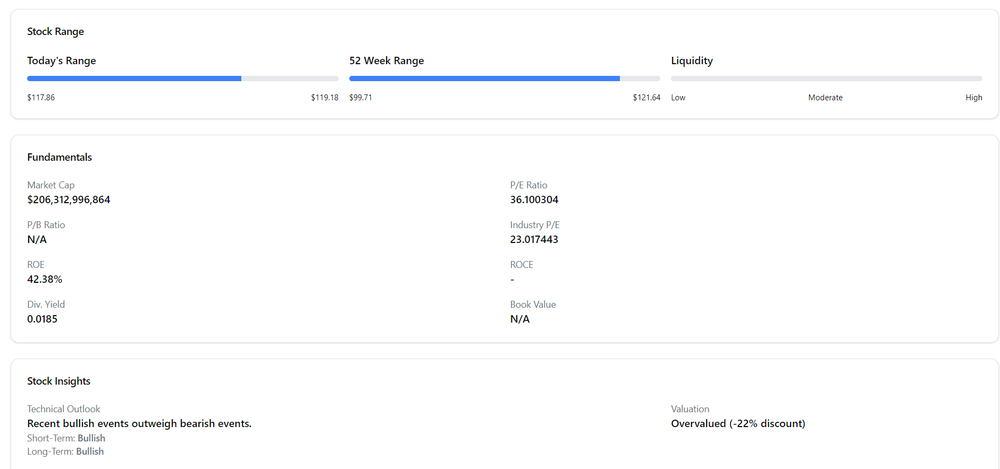 Stock Range
Today's Range
$117.86 $119.18
52 Week Range
$99.71 $121.64
Liquidity
Low Moderate High
Fundamentals
Market Cap
$206,312,996,864
P/E Ratio
36.100304
P/B Ratio
N/A
Industry P/E
23.017443
ROE
42.38%
ROCE
-
Div. Yield
0.0185
Book Value
N/A
Stock Insights
Technical Outlook
Recent bullish events outweigh bearish events.
Short-Term: Bullish
Long-Term: Bullish
Valuation
Overvalued (-22% discount)